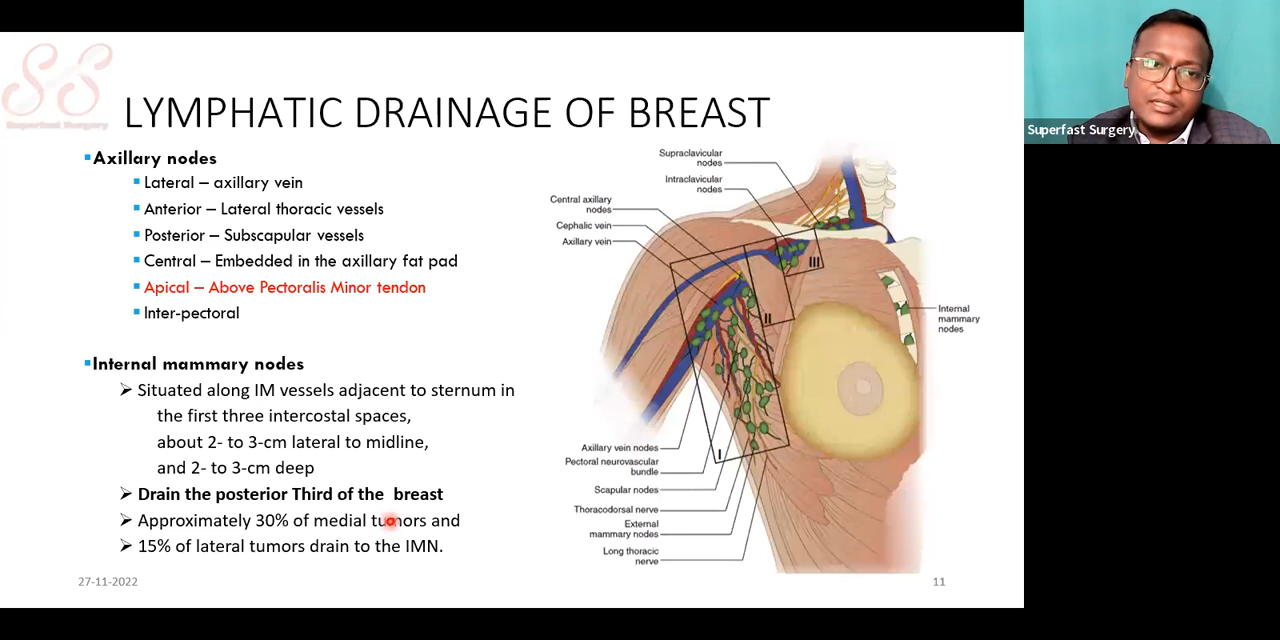 Superfast Surgery
LYMPHATIC DRAINAGE OF BREAST
Axillary nodes
Lateral – axillary vein
Anterior – Lateral thoracic vessels
Posterior – Subscapular vessels
Central – Embedded in the axillary fat pad
Apical – Above Pectoralis Minor tendon
Inter-pectoral
Internal mammary nodes
Situated along IM vessels adjacent to sternum in
the first three intercostal spaces,
about 2- to 3-cm lateral to midline,
and 2- to 3-cm deep
Drain the posterior Third of the breast
Approximately 30% of medial tumors and
15% of lateral tumors drain to the IMN.
Supraclavicular
nodes
Intraclavicular
nodes
Central axillary
nodes
Cephalic vein
Axillary vein
III
II
I
Internal
mammary
nodes
Axillary vein nodes
Pectoral neurovascular
bundle
Scapular nodes
Thoracodorsal nerve
External
mammary nodes
Long thoracic
nerve
27-11-2022
11
Superfast Surgery